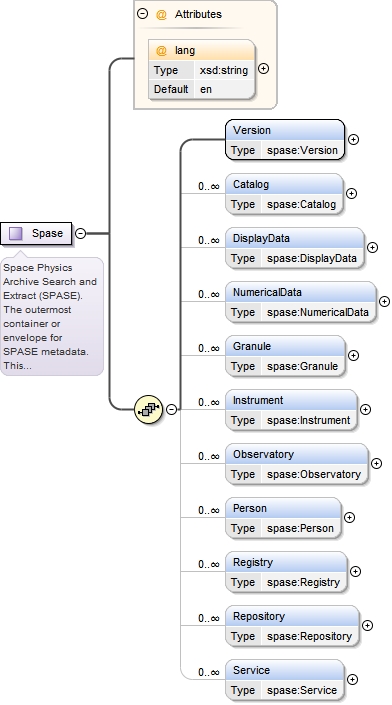 Attributes
lang
Type xsd:string
Default en
Version
Type spase:Version
0..∞
Catalog
Type spase:Catalog
0..∞
DisplayData
Type spase:DisplayData
Spase
Space Physics
Archive Search and
Extract (SPASE).
The outermost
container or
envelope for
SPASE metadata.
This...
0..∞
NumericalData
Type spase:NumericalData
0..∞
Granule
Type spase:Granule
0..∞
Instrument
Type spase:Instrument
0..∞
Observatory
Type spase:Observatory
0..∞
Person
Type spase:Person
0..∞
Registry
Type spase:Registry
0..∞
Repository
Type spase:Repository
0..∞
Service
Type spase:Service